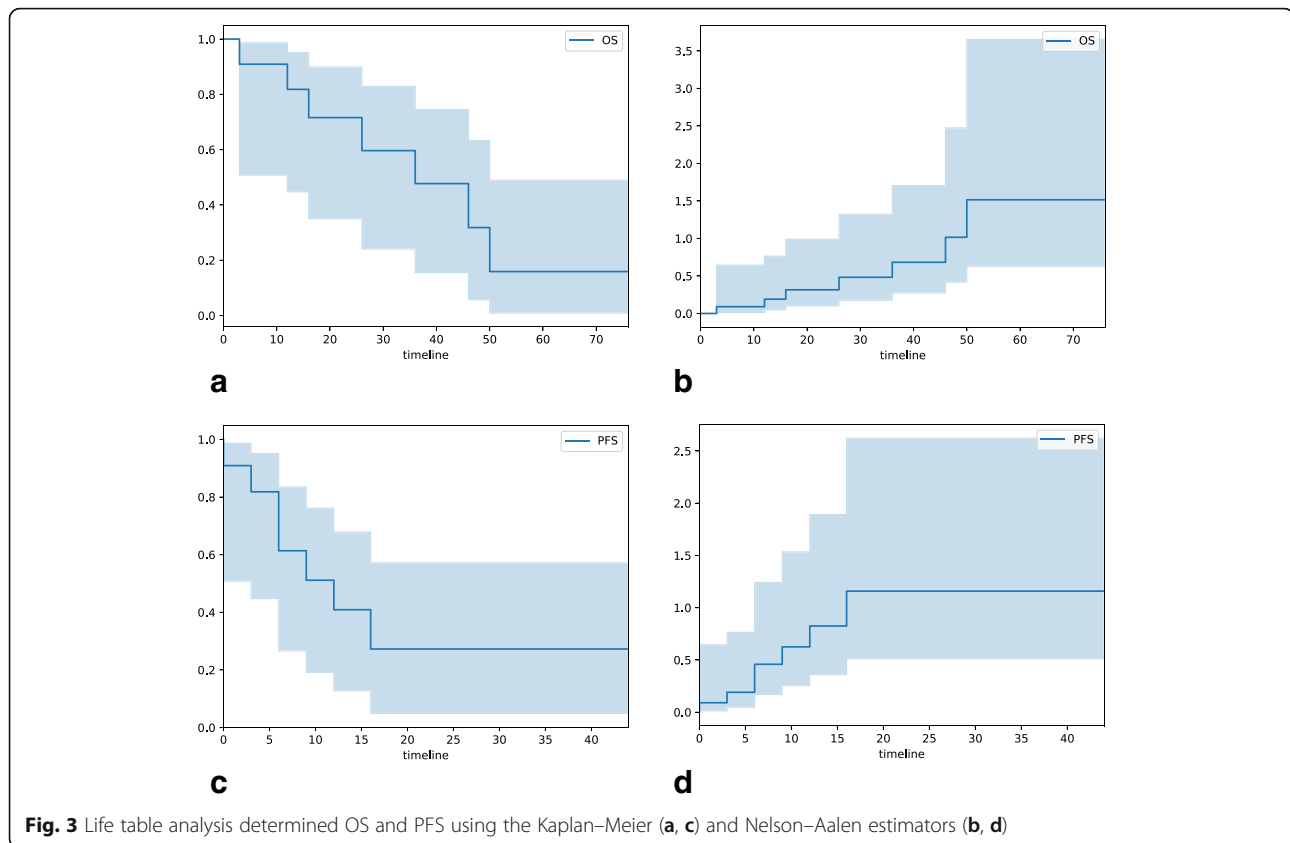 OS
1.0
0.8
0.6
0.4
0.2
0.0
0 10 20 30 40 50 60 70
timeline
a
OS
3.5
3.0
2.5
2.0
1.5
1.0
0.5
0.0
0 10 20 30 40 50 60 70
timeline
b
PFS
1.0
0.8
0.6
0.4
0.2
0.0
0 5 10 15 20 25 30 35 40
timeline
c
PFS
2.5
2.0
1.5
1.0
0.5
0.0
0 5 10 15 20 25 30 35 40
timeline
d
Fig. 3 Life table analysis determined OS and PFS using the Kaplan–Meier (a, c) and Nelson–Aalen estimators (b, d)